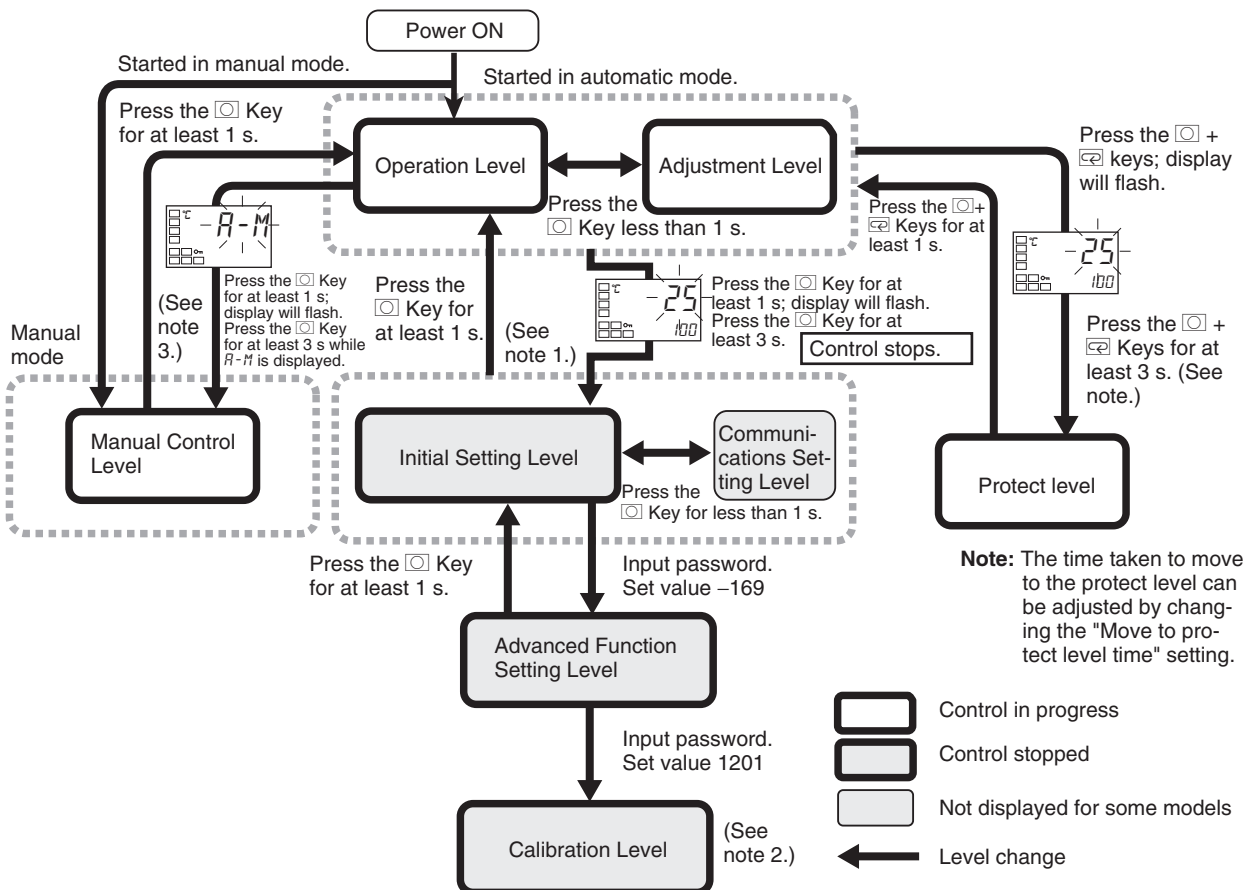 Power ON
Started in manual mode.
Started in automatic mode.
Press the Key
for at least 1 s.
Operation Level
Adjustment Level
Press the
Key less than 1 s.
Press the +
keys; display
will flash.
Press the +
Keys for at
least 1 s.
°C
A-M
°C
25
100
Press the +
Keys for at
least 3 s. (See
note.)
(See
note
3.)
Press the Key
for at least 1 s;
display will flash.
Press the Key
for at least 3 s while
A-M is displayed.
Press the
Key for
at least 1 s.
(See
note 1.)
°C
25
100
Press the Key for at
least 1 s; display will flash.
Press the Key for at
least 3 s.
Control stops.
Manual
mode
Manual Control
Level
Initial Setting Level
Communi-
cations Set-
ting Level
Press the
Key for less than 1 s.
Protect level
Note: The time taken to move
to the protect level can
be adjusted by chang-
ing the "Move to pro-
tect level time" setting.
Press the Key
for at least 1 s.
Input password.
Set value –169
Advanced Function
Setting Level
Input password.
Set value 1201
Calibration Level
(See
note 2.)
Control in progress
Control stopped
Not displayed for some models
Level change